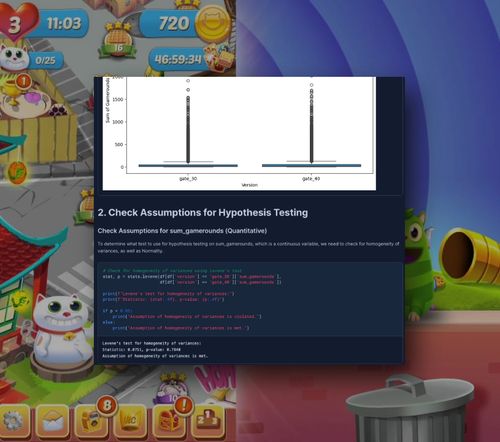 3
11:03
16
720
0/25
46:59:34
1
Sum of Gamerounds
2000
1500
1000
500
0
gate_30
gate_40
Version
2. Check Assumptions for Hypothesis Testing
Check Assumptions for sum_gamerounds (Quantitative)
To determine what test to use for hypothesis testing on sum_gamerounds, which is a continuous variable, we need to check for homogeneity of
variances, as well as Normality.
# Check for homogeneity of variances using Levene's test
stat, p = stats.levene(df[df['version'] == 'gate_30']['sum_gamerounds'],
df[df['version'] == 'gate_40']['sum_gamerounds'])
print("Levene's test for homogeneity of variances:")
print(f"Statistic: {stat:.4f}, p-value: {p:.4f}")
if p < 0.05:
print("Assumption of homogeneity of variances is violated.")
else:
print("Assumption of homogeneity of variances is met.")
Levene's test for homogeneity of variances:
Statistic: 0.0751, p-value: 0.7840
Assumption of homogeneity of variances is met.
8
!
2
1